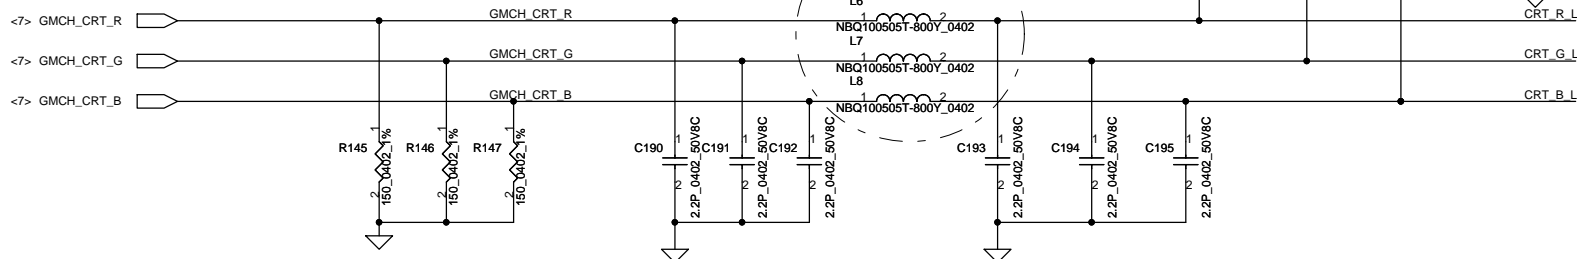 L6
<7> GMCH_CRT_R GMCH_CRT_R 1 2 CRT_R_L
NBQ100505T-800Y_0402
L7
<7> GMCH_CRT_G GMCH_CRT_G 1 2 CRT_G_L
NBQ100505T-800Y_0402
L8
<7> GMCH_CRT_B GMCH_CRT_B 1 2 CRT_B_L
NBQ100505T-800Y_0402
R145 1 2 150_0402_1%
R146 1 2 150_0402_1%
R147 1 2 150_0402_1%
C190 1 2 2.2P_0402_50V8C
C191 1 2 2.2P_0402_50V8C
C192 1 2 2.2P_0402_50V8C
C193 1 2 2.2P_0402_50V8C
C194 1 2 2.2P_0402_50V8C
C195 1 2 2.2P_0402_50V8C